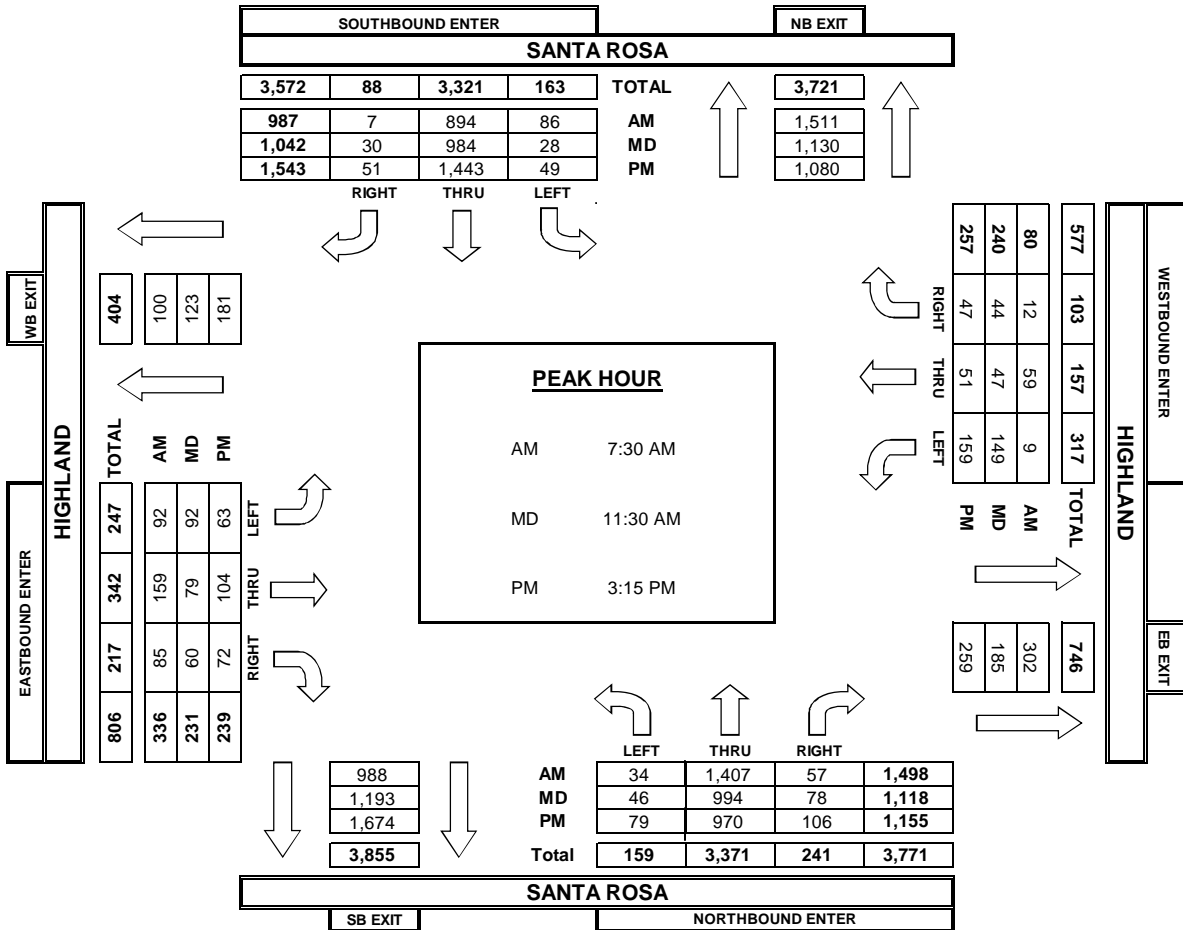 SOUTHBOUND ENTER NB EXIT
SANTA ROSA
3,572 88 3,321 163 TOTAL 3,721
987 7 894 86 AM 1,511
1,042 30 984 28 MD 1,130
1,543 51 1,443 49 PM 1,080
RIGHT THRU LEFT
WB EXIT
EASTBOUND ENTER
HIGHLAND
404 100 123 181
TOTAL AM MD PM
247 92 92 63 LEFT
342 159 79 104 THRU
217 85 60 72 RIGHT
806 336 231 239
PEAK HOUR
AM 7:30 AM
MD 11:30 AM
PM 3:15 PM
257 240 80 577
RIGHT 47 44 12 103
THRU 51 47 59 157
LEFT 159 149 9 317
PM MD AM TOTAL
259 185 302 746
HIGHLAND
WESTBOUND ENTER
EB EXIT
LEFT THRU RIGHT
988 AM 34 1,407 57 1,498
1,193 MD 46 994 78 1,118
1,674 PM 79 970 106 1,155
3,855 Total 159 3,371 241 3,771
SANTA ROSA
SB EXIT NORTHBOUND ENTER